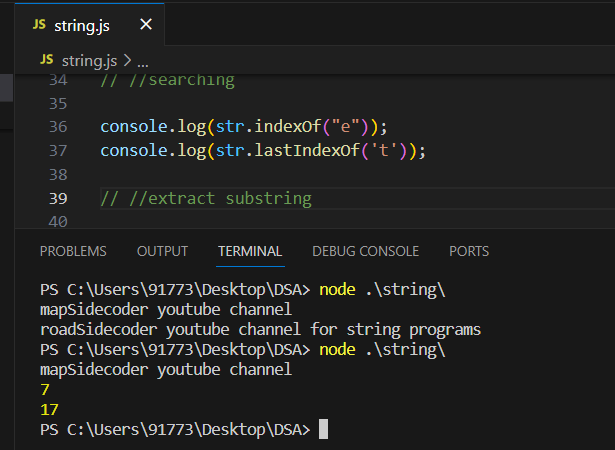 JS string.js ×
JS string.js > ...
34 // //searching
35
36 console.log(str.indexOf("e"));
37 console.log(str.lastIndexOf('t'));
38
39 // //extract substring
40
PROBLEMS OUTPUT TERMINAL DEBUG CONSOLE PORTS
PS C:\Users\91773\Desktop\DSA> node .\string\
mapSidecoder youtube channel
roadSidecoder youtube channel for string programs
PS C:\Users\91773\Desktop\DSA> node .\string\
mapSidecoder youtube channel
7
17
PS C:\Users\91773\Desktop\DSA>